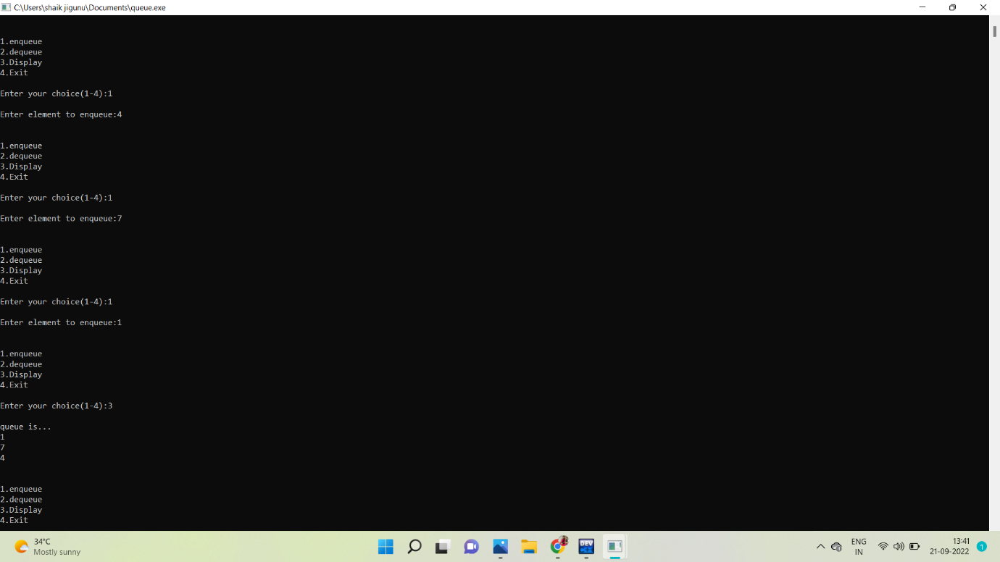 C:\Users\shaik jigunu\Documents\queue.exe
1.enqueue
2.dequeue
3.Display
4.Exit
Enter your choice(1-4):1
Enter element to enqueue:4
1.enqueue
2.dequeue
3.Display
4.Exit
Enter your choice(1-4):1
Enter element to enqueue:7
1.enqueue
2.dequeue
3.Display
4.Exit
Enter your choice(1-4):1
Enter element to enqueue:1
1.enqueue
2.dequeue
3.Display
4.Exit
Enter your choice(1-4):3
queue is...
1
7
4
1.enqueue
2.dequeue
3.Display
4.Exit
34°C
Mostly sunny
DEV
ENG
IN
13:41
21-09-2022
1